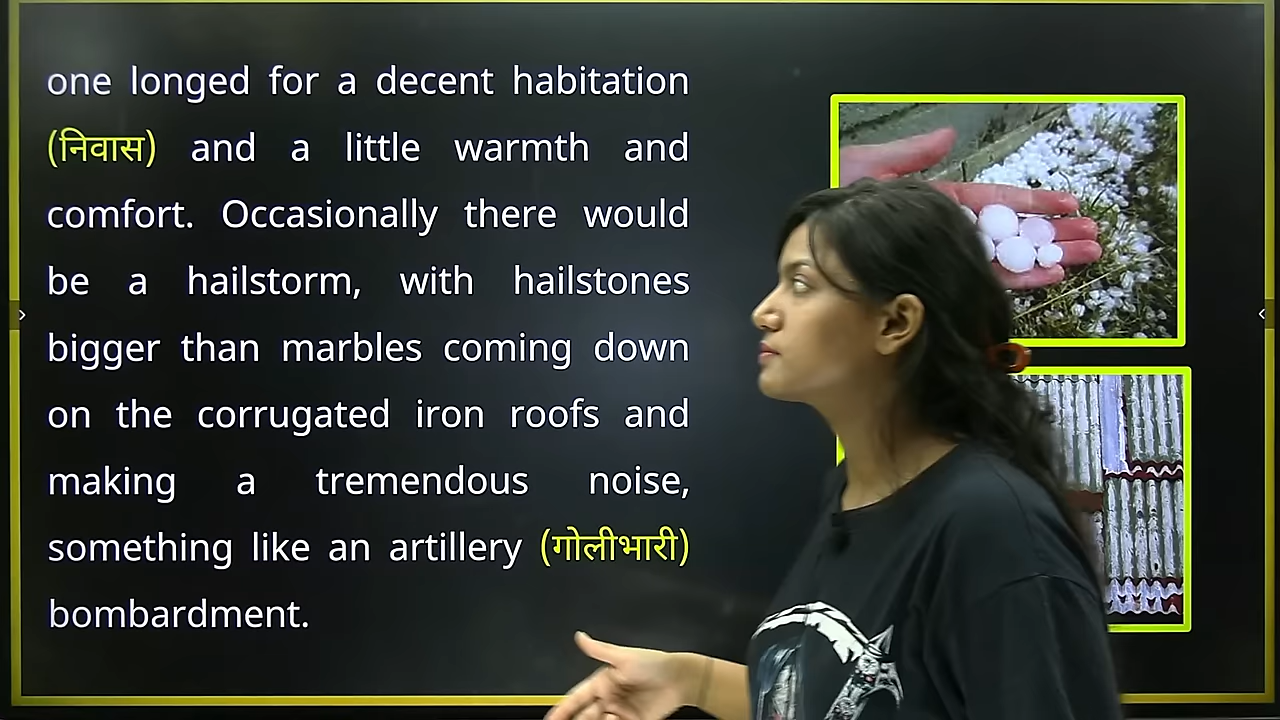 one longed for a decent habitation
(निवास) and a little warmth and
comfort. Occasionally there would
be a hailstorm, with hailstones
bigger than marbles coming down
on the corrugated iron roofs and
making a tremendous noise,
something like an artillery (गोलीभारी)
bombardment.